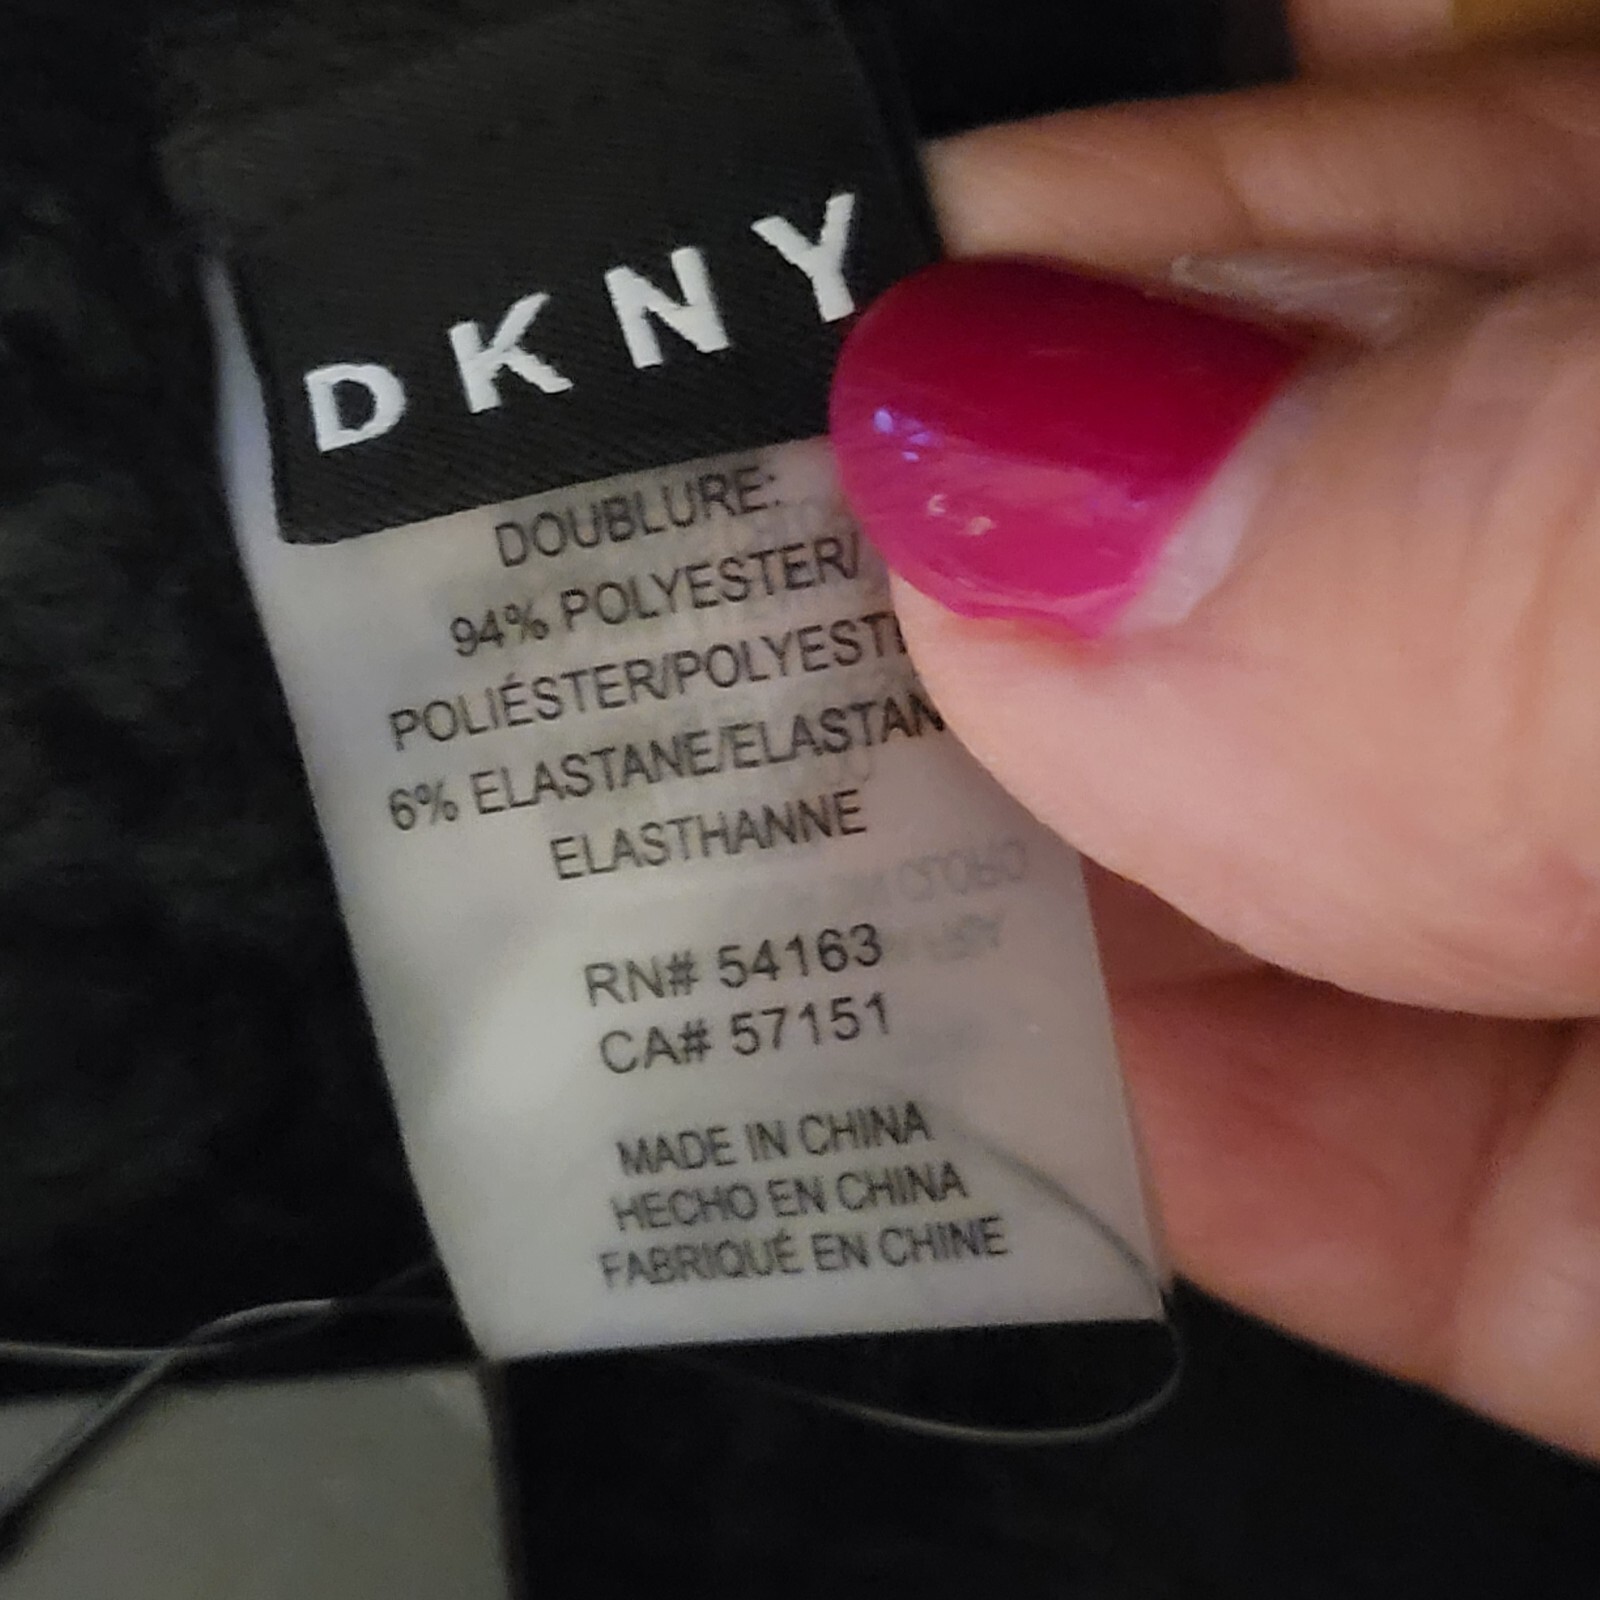 DKNY
DOUBLURE:
94% POLYESTER/
POLIÉSTER/POLYEST
6% ELASTANE/ELASTAN
ELASTHANNE
RN# 54163
CA# 57151
MADE IN CHINA
HECHO EN CHINA
FABRIQUÉ EN CHINE